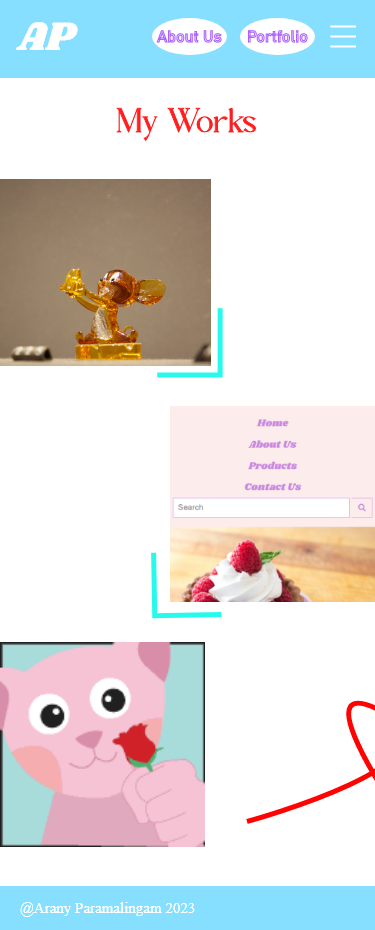 AP
About Us
Portfolio
My Works
Home
About Us
Products
Contact Us
Search
@Arany Paramalingam 2023